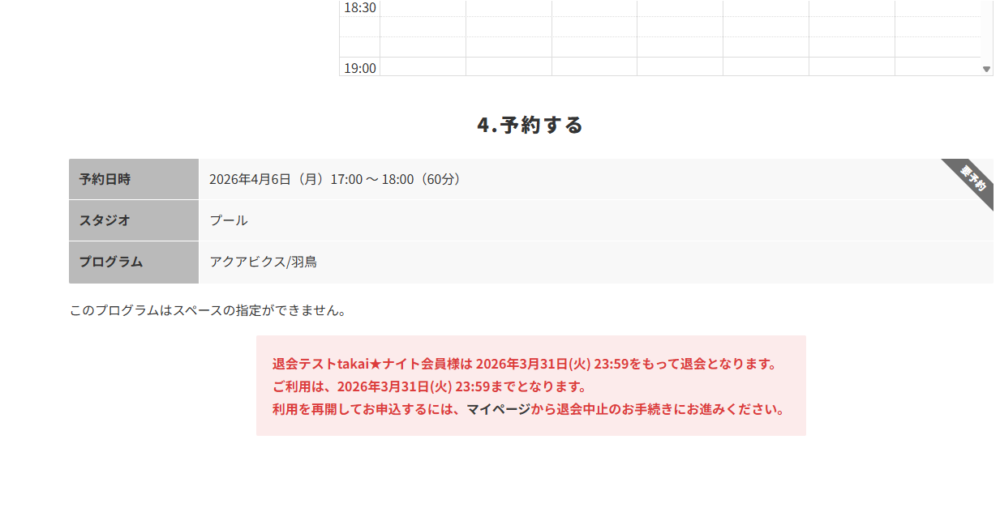 18:30
19:00
4.予約する
要予約
予約日時 2026年4月6日（月）17:00 〜 18:00（60分）
スタジオ プール
プログラム アクアビクス/羽鳥
このプログラムはスペースの指定ができません。
退会テストtakai★ナイト会員様は 2026年3月31日(火) 23:59をもって退会となります。
ご利用は、2026年3月31日(火) 23:59までとなります。
利用を再開してお申込するには、マイページから退会中止のお手続きにお進みください。